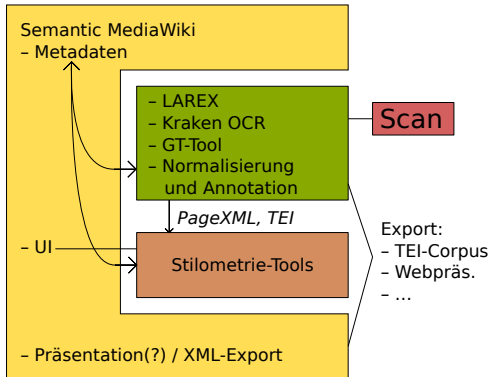 Semantic MediaWiki
– Metadaten
– LAREX
– Kraken OCR
– GT-Tool
– Normalisierung
und Annotation
Scan
PageXML, TEI
– UI
Stilometrie-Tools
Export:
– TEI-Corpus
– Webpräs.
– ...
– Präsentation(?) / XML-Export